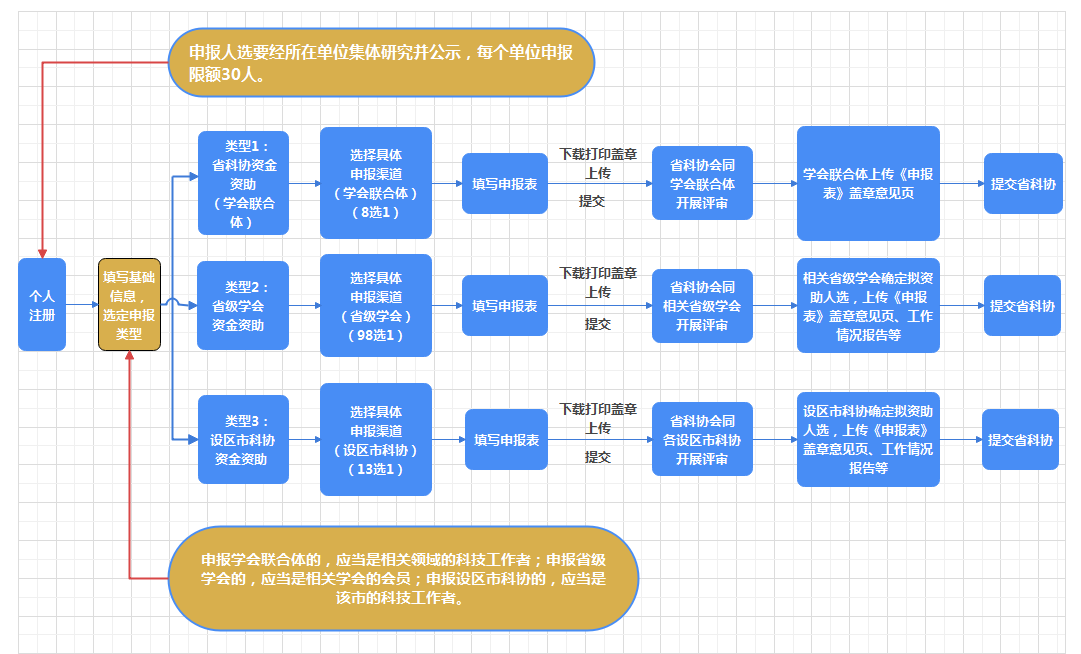 申报人选要经所在单位集体研究并公示，每个单位申报
限额30人。
个人
注册
填写基础
信息，
选定申报
类型
类型1：
省科协资金
资助
（学会联合
体）
选择具体
申报渠道
（学会联合体）
（8选1）
填写申报表
下载打印盖章
上传
提交
省科协会同
学会联合体
开展评审
学会联合体上传《申报
表》盖章意见页
提交省科协
类型2：
省级学会
资金资助
选择具体
申报渠道
（省级学会）
（98选1）
填写申报表
下载打印盖章
上传
提交
省科协会同
相关省级学会
开展评审
相关省级学会确定拟资
助人选，上传《申报
表》盖章意见页、工作
情况报告等
提交省科协
类型3：
设区市科协
资金资助
选择具体
申报渠道
（设区市科协）
（13选1）
填写申报表
下载打印盖章
上传
提交
省科协会同
各设区市科协
开展评审
设区市科协确定拟资助
人选，上传《申报表》
盖章意见页、工作情况
报告等
提交省科协
申报学会联合体的，应当是相关领域的科技工作者；申报省级
学会的，应当是相关学会的会员；申报设区市科协的，应当是
该市的科技工作者。